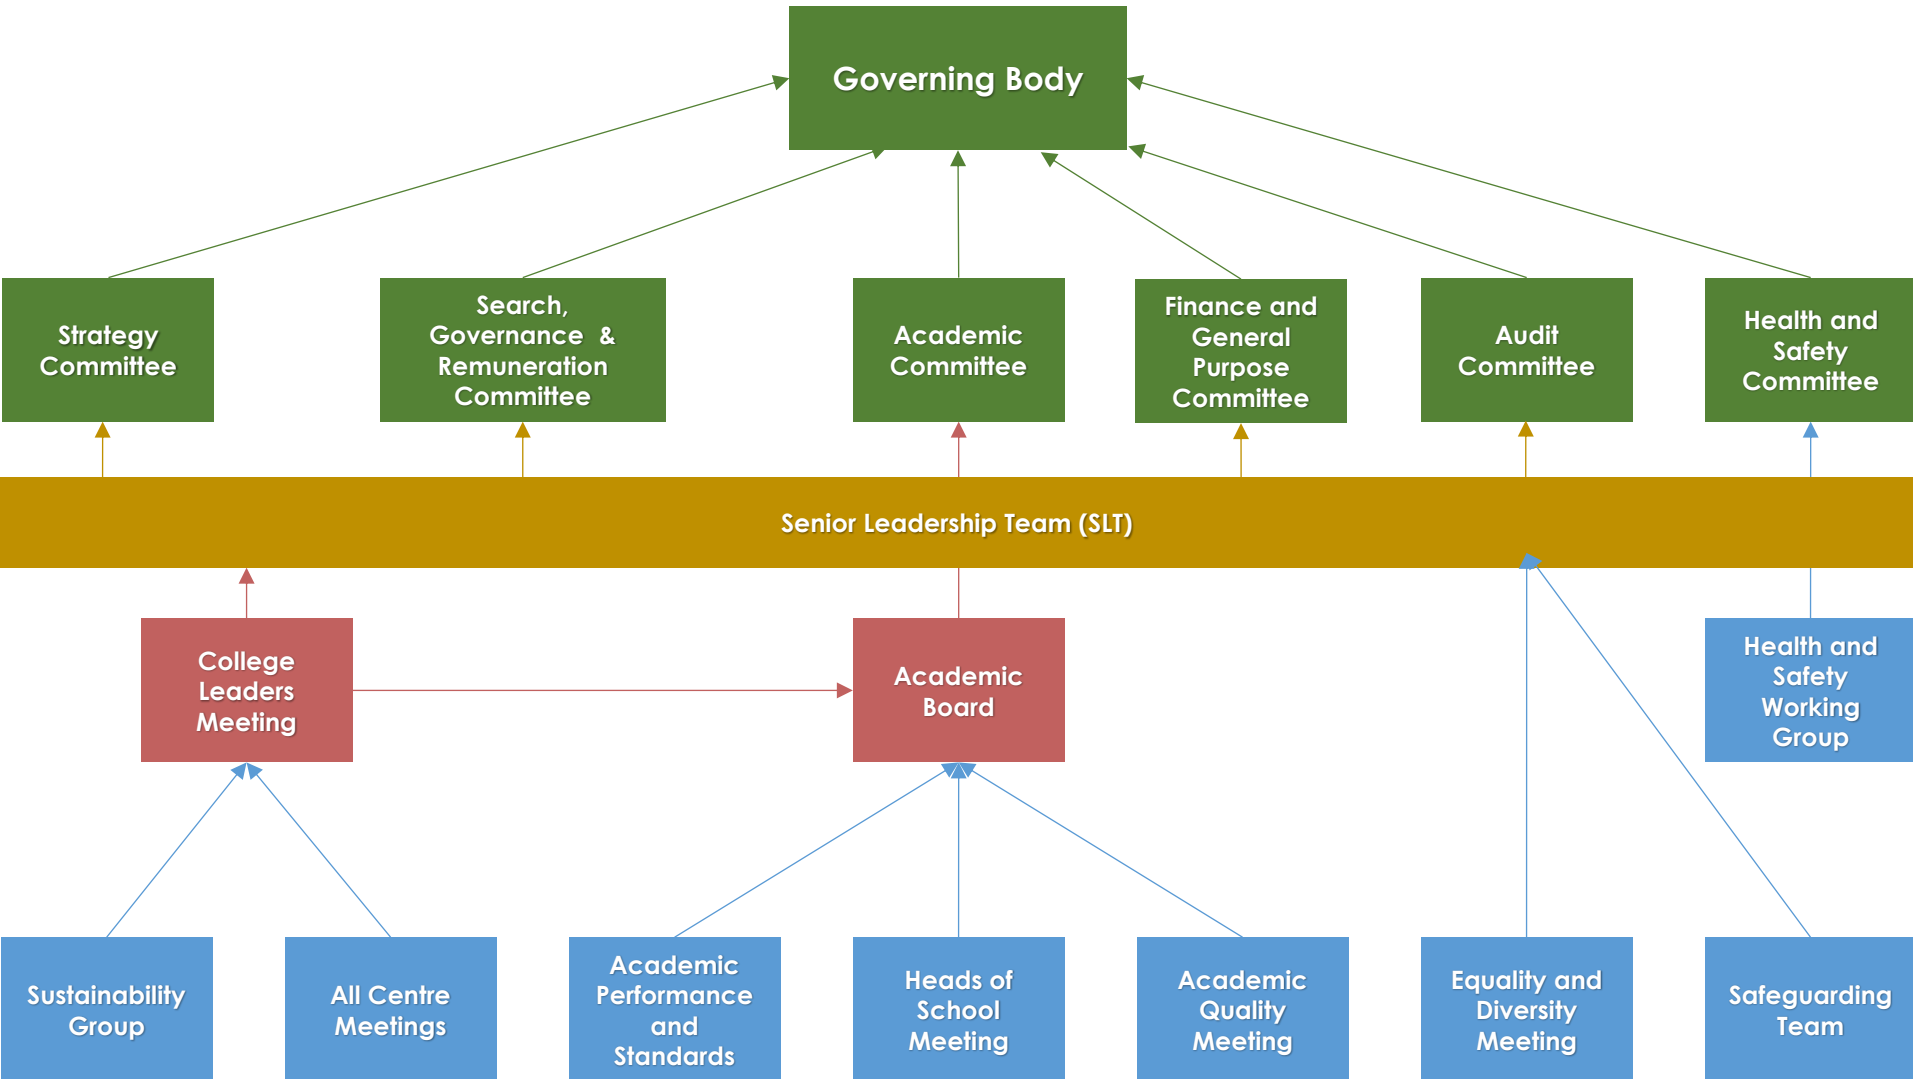 Governing Body
Strategy
Committee
Search,
Governance &
Remuneration
Committee
Academic
Committee
Finance and
General
Purpose
Committee
Audit
Committee
Health and
Safety
Committee
Senior Leadership Team (SLT)
College
Leaders
Meeting
Academic
Board
Health and
Safety
Working
Group
Sustainability
Group
All Centre
Meetings
Academic
Performance
and
Standards
Heads of
School
Meeting
Academic
Quality
Meeting
Equality and
Diversity
Meeting
Safeguarding
Team